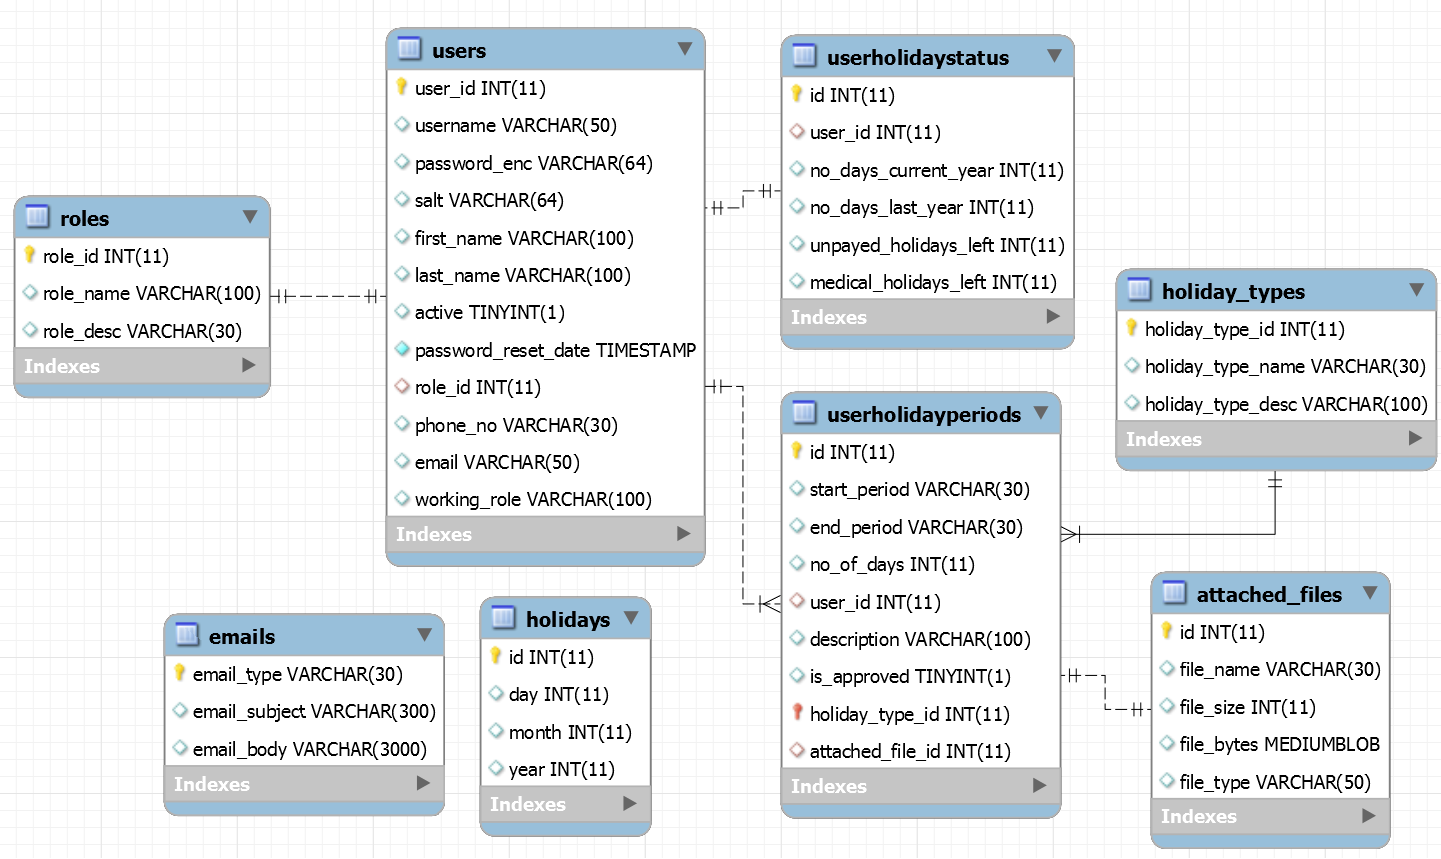 users
user_id INT(11)
username VARCHAR(50)
password_enc VARCHAR(64)
salt VARCHAR(64)
first_name VARCHAR(100)
last_name VARCHAR(100)
active TINYINT(1)
password_reset_date TIMESTAMP
role_id INT(11)
phone_no VARCHAR(30)
email VARCHAR(50)
working_role VARCHAR(100)
Indexes
userholidaystatus
id INT(11)
user_id INT(11)
no_days_current_year INT(11)
no_days_last_year INT(11)
unpayed_holidays_left INT(11)
medical_holidays_left INT(11)
Indexes
roles
role_id INT(11)
role_name VARCHAR(100)
role_desc VARCHAR(30)
Indexes
holiday_types
holiday_type_id INT(11)
holiday_type_name VARCHAR(30)
holiday_type_desc VARCHAR(100)
Indexes
userholidayperiods
id INT(11)
start_period VARCHAR(30)
end_period VARCHAR(30)
no_of_days INT(11)
user_id INT(11)
description VARCHAR(100)
is_approved TINYINT(1)
holiday_type_id INT(11)
attached_file_id INT(11)
Indexes
attached_files
id INT(11)
file_name VARCHAR(30)
file_size INT(11)
file_bytes MEDIUMBLOB
file_type VARCHAR(50)
Indexes
emails
email_type VARCHAR(30)
email_subject VARCHAR(300)
email_body VARCHAR(3000)
Indexes
holidays
id INT(11)
day INT(11)
month INT(11)
year INT(11)
Indexes